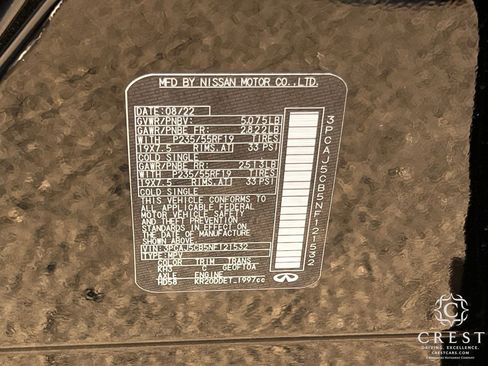 MFD BY NISSAN MOTOR CO.,LTD.
DATE: 08/22
GVWR/PNBV: 5075LB
GAWR/PNBE FR: 2822LB
WITH P235/55RF19 TIRES
19X7.5 RIMS.AT 33 PSI
COLD SINGLE
GAWR/PNBE RR: 2513LB
WITH P235/55RF19 TIRES
19X7.5 RIMS.AT 33 PSI
COLD SINGLE
THIS VEHICLE CONFORMS TO
ALL APPLICABLE FEDERAL
MOTOR VEHICLE SAFETY
AND THEFT PREVENTION
STANDARDS IN EFFECT ON
THE DATE OF MANUFACTURE
SHOWN ABOVE
VIN: 3PCAJ5CB5NF121532
TYPE: MPV
COLOR TRIM TRANS
KH3 C GE0F70A
AXLE ENGINE
HD58 KR20DDET 1997cc
3PCAJ5CB5NF121532
CREST
DRIVING. EXCELLENCE.
CRESTCARS.COM